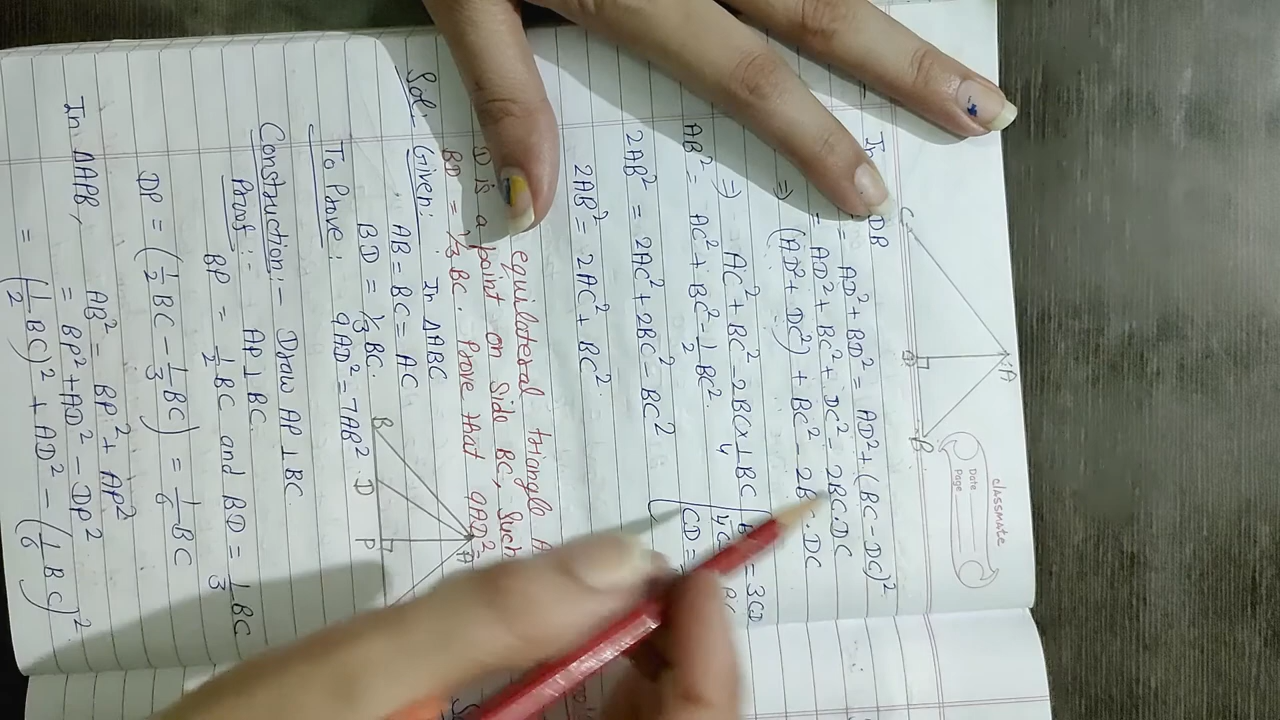 classmate
Date
Page
A
C
B
In DB
= AD² + BD² = AD² + (BC - DC)²
= AD² + BC² + DC² - 2BC.DC
⇒ (AD² + DC²) + BC² - 2B .DC
⇒ AC² + BC² - 2BC × 1/4 BC = 3CD
AB² = AC² + BC² - 1/2 BC². CD =
2AB² = 2AC² + 2BC² - BC²
2AB² = 2AC² + BC²
equilateral triangle
D is a point on side BC, such
BD = 1/3 BC. Prove that 9AD² =
Sol:- Given: In ΔABC
AB = BC = AC
BD = 1/3 BC.
To Prove: 9AD² = 7AB².
B D P A
Construction:- Draw AP ⊥ BC
Proof:- AP ⊥ BC.
BP = 1/2 BC and BD = 1/3 BC
DP = (1/2 BC - 1/3 BC) = 1/6 BC
In ΔAPB, AB² = BP² + AP²
= BP² + AD² - DP²
= (1/2 BC)² + AD² - (1/6 BC)².